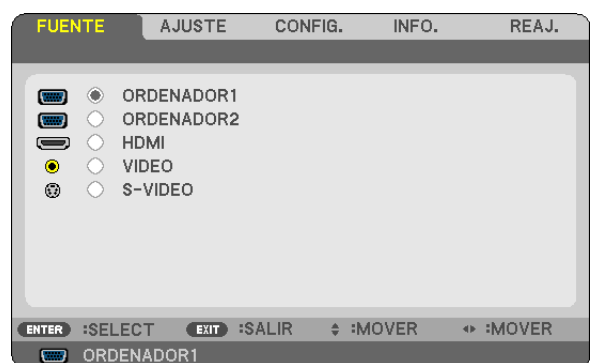 FUENTE AJUSTE CONFIG. INFO. REAJ.
ORDENADOR1
ORDENADOR2
HDMI
VIDEO
S-VIDEO
ENTER :SELECT EXIT :SALIR :MOVER :MOVER
ORDENADOR1